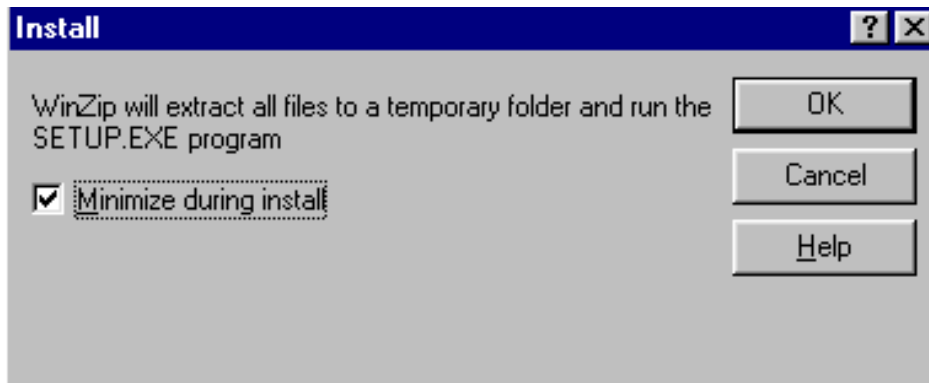 Install
WinZip will extract all files to a temporary folder and run the
SETUP.EXE program
Minimize during install
OK
Cancel
Help